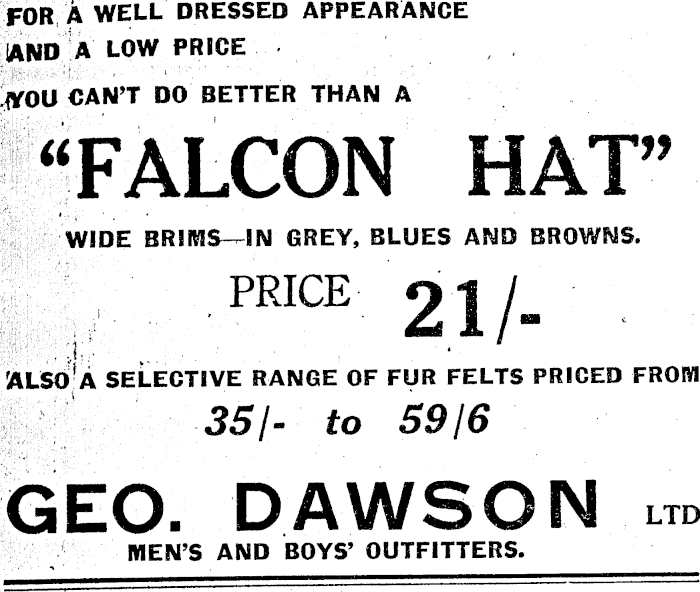 FOR A WELL DRESSED APPEARANCE
AND A LOW PRICE
YOU CAN'T DO BETTER THAN A
"FALCON HAT"
WIDE BRIMS—IN GREY, BLUES AND BROWNS.
PRICE 21/-
ALSO A SELECTIVE RANGE OF FUR FELTS PRICED FROM
35/- to 59/6
GEO. DAWSON LTD
MEN'S AND BOYS' OUTFITTERS.